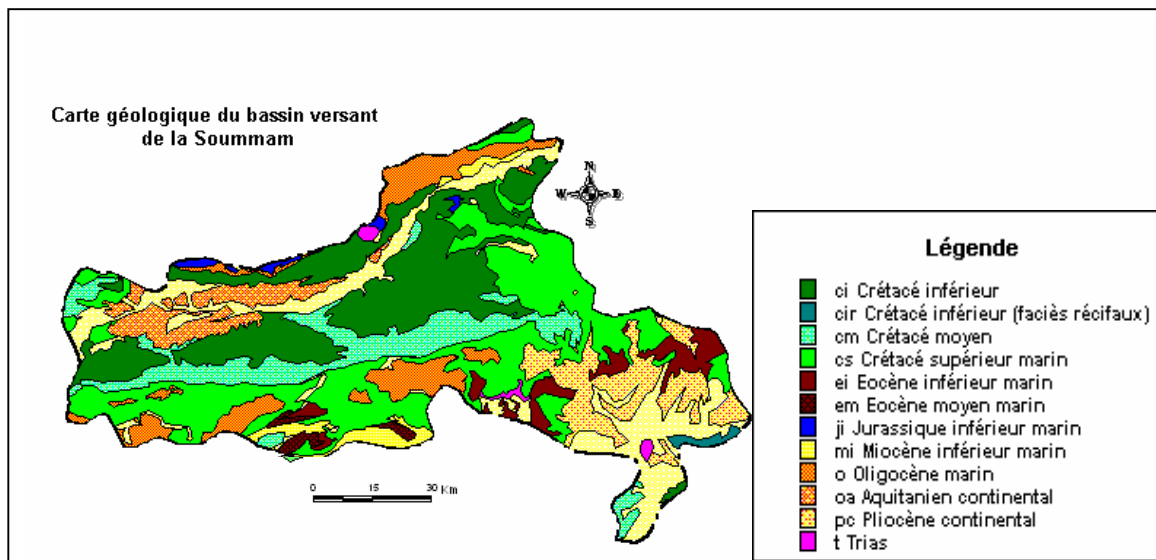 Carte géologique du bassin versant
de la Soummam
N
W E
S
0 15 30 Km
Légende
ci Crétacé inférieur
cir Crétacé inférieur (faciès récifaux)
cm Crétacé moyen
cs Crétacé supérieur marin
ei Eocène inférieur marin
em Eocène moyen marin
ji Jurassique inférieur marin
mi Miocène inférieur marin
o Oligocène marin
oa Aquitanien continental
pc Pliocène continental
t Trias